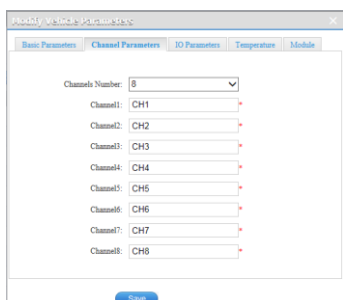 Modify Vehicle Parameters
Basic Parameters Channel Parameters IO Parameters Temperature Module
Channels Number: 8
Channel1: CH1 *
Channel2: CH2 *
Channel3: CH3 *
Channel4: CH4 *
Channel5: CH5 *
Channel6: CH6 *
Channel7: CH7 *
Channel8: CH8 *
Save